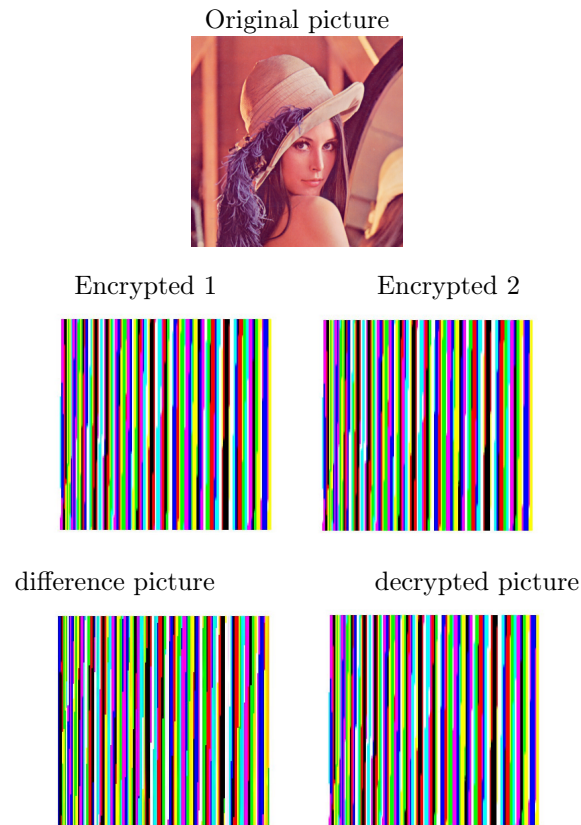 Original picture
Encrypted 1
Encrypted 2
difference picture
decrypted picture